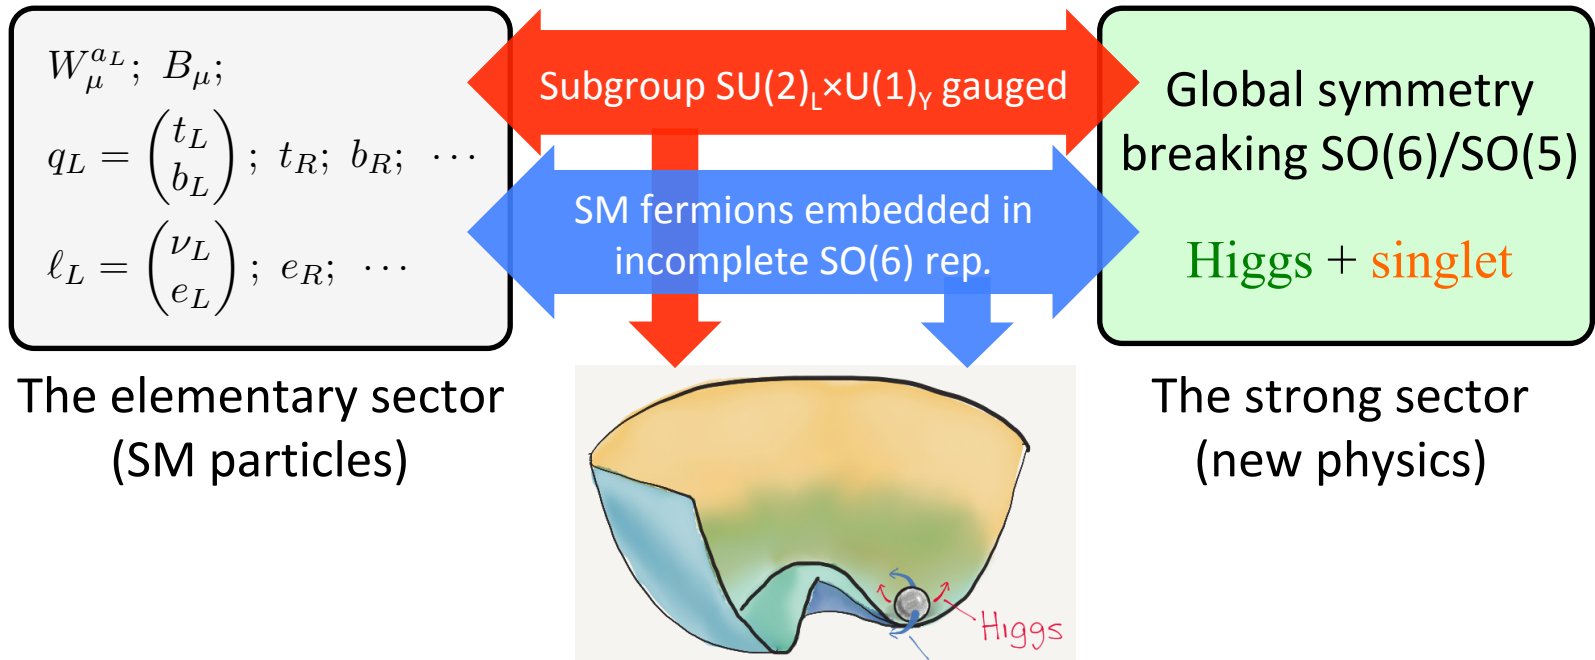 W_μ^{a_L}; B_μ;
q_L = (t_L b_L); t_R; b_R; ⋯
ℓ_L = (ν_L e_L); e_R; ⋯
The elementary sector
(SM particles)
Subgroup SU(2)_L×U(1)_Y gauged
SM fermions embedded in
incomplete SO(6) rep.
Global symmetry
breaking SO(6)/SO(5)
Higgs + singlet
The strong sector
(new physics)
Higgs